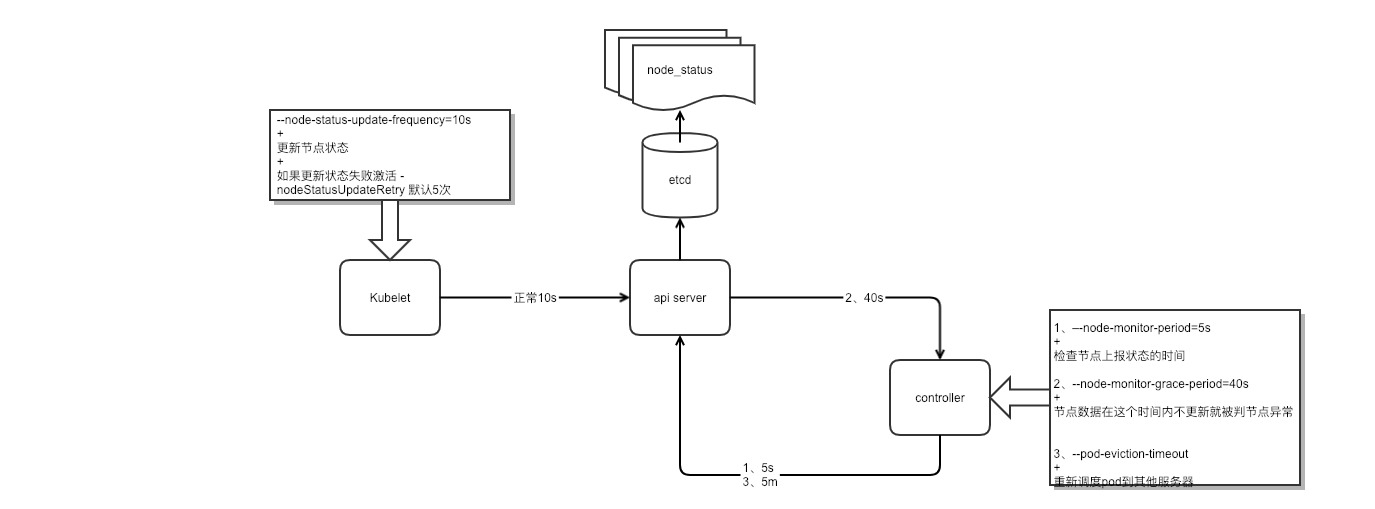 node_status
--node-status-update-frequency=10s
+
更新节点状态
+
如果更新状态失败激活 -
nodeStatusUpdateRetry 默认5次
etcd
Kubelet
正常10s
api server
2、40s
1、—-node-monitor-period=5s
+
检查节点上报状态的时间
2、--node-monitor-grace-period=40s
+
节点数据在这个时间内不更新就被判节点异常
3、--pod-eviction-timeout
+
重新调度pod到其他服务器
controller
1、5s
3、5m